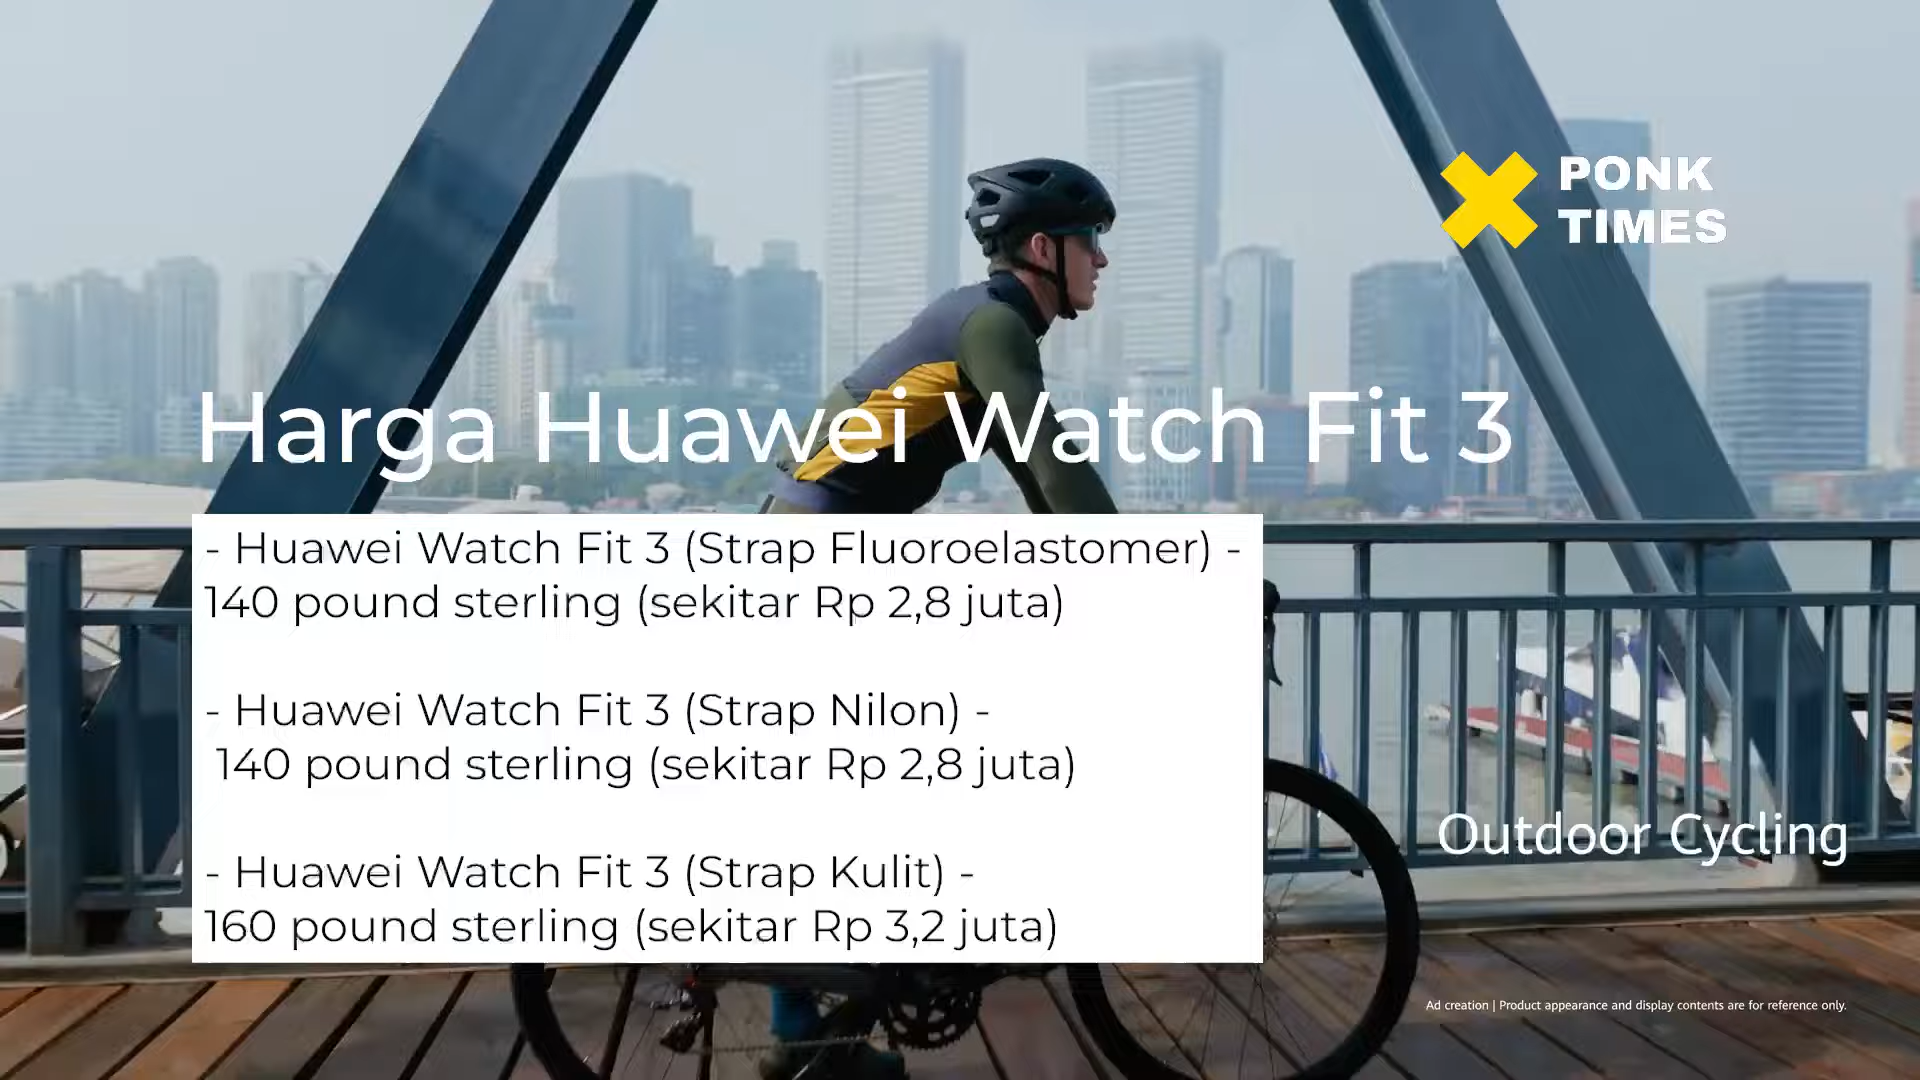 PONK
TIMES
Harga Huawei Watch Fit 3
- Huawei Watch Fit 3 (Strap Fluoroelastomer) -
140 pound sterling (sekitar Rp 2,8 juta)
- Huawei Watch Fit 3 (Strap Nilon) -
140 pound sterling (sekitar Rp 2,8 juta)
- Huawei Watch Fit 3 (Strap Kulit) -
160 pound sterling (sekitar Rp 3,2 juta)
Outdoor Cycling
Ad creation | Product appearance and display contents are for reference only.